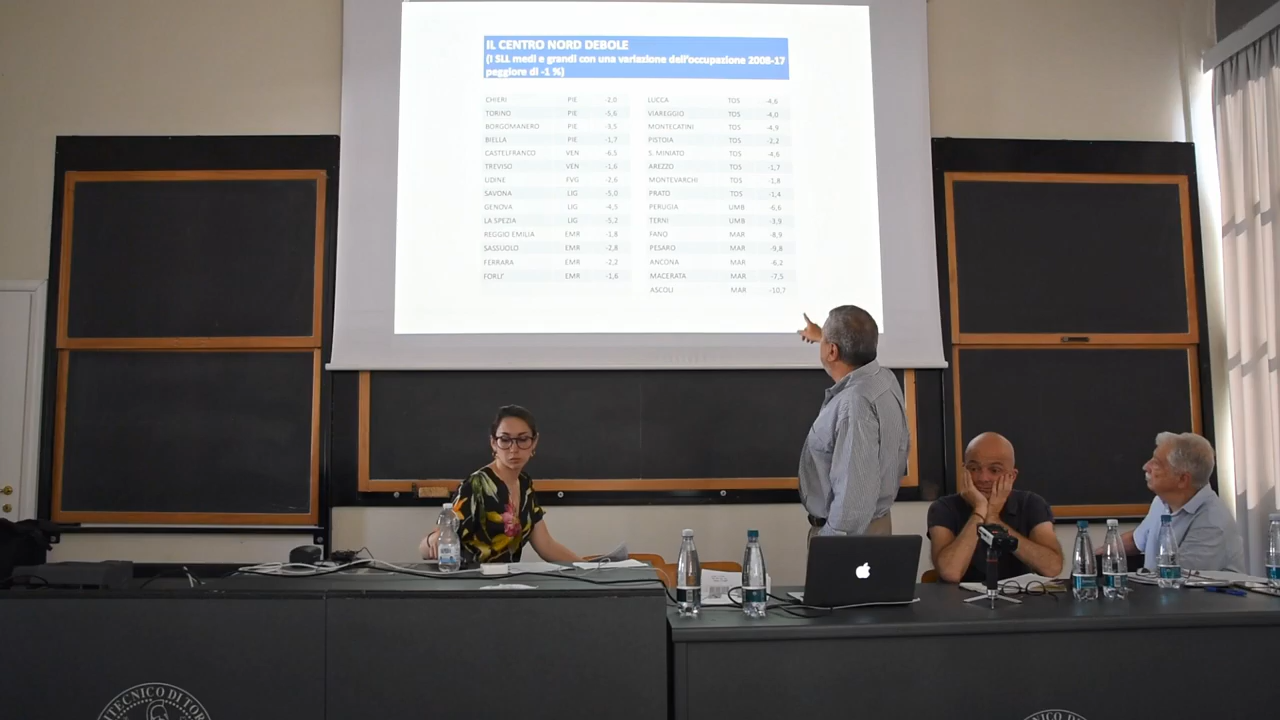 IL CENTRO NORD DEBOLE
(I SLL medi e grandi con una variazione dell'occupazione 2008-17
peggiore di -1 %)
CHIERI PIE -2,0
TORINO PIE -5,6
BORGOMANERO PIE -3,5
BIELLA PIE -1,7
CASTELFRANCO VEN -6,5
TREVISO VEN -1,6
UDINE FVG -2,6
SAVONA LIG -5,0
GENOVA LIG -4,5
LA SPEZIA LIG -5,2
REGGIO EMILIA EMR -1,8
SASSUOLO EMR -2,8
FERRARA EMR -2,2
FORLI' EMR -1,6
LUCCA TOS -4,6
VIAREGGIO TOS -4,0
MONTECATINI TOS -4,9
PISTOIA TOS -2,2
S. MINIATO TOS -4,6
AREZZO TOS -1,7
MONTEVARCHI TOS -1,8
PRATO TOS -1,4
PERUGIA UMB -6,6
TERNI UMB -3,9
FANO MAR -8,9
PESARO MAR -9,8
ANCONA MAR -6,2
MACERATA MAR -7,5
ASCOLI MAR -10,7
ITECNICO DI TOR
ICO DI